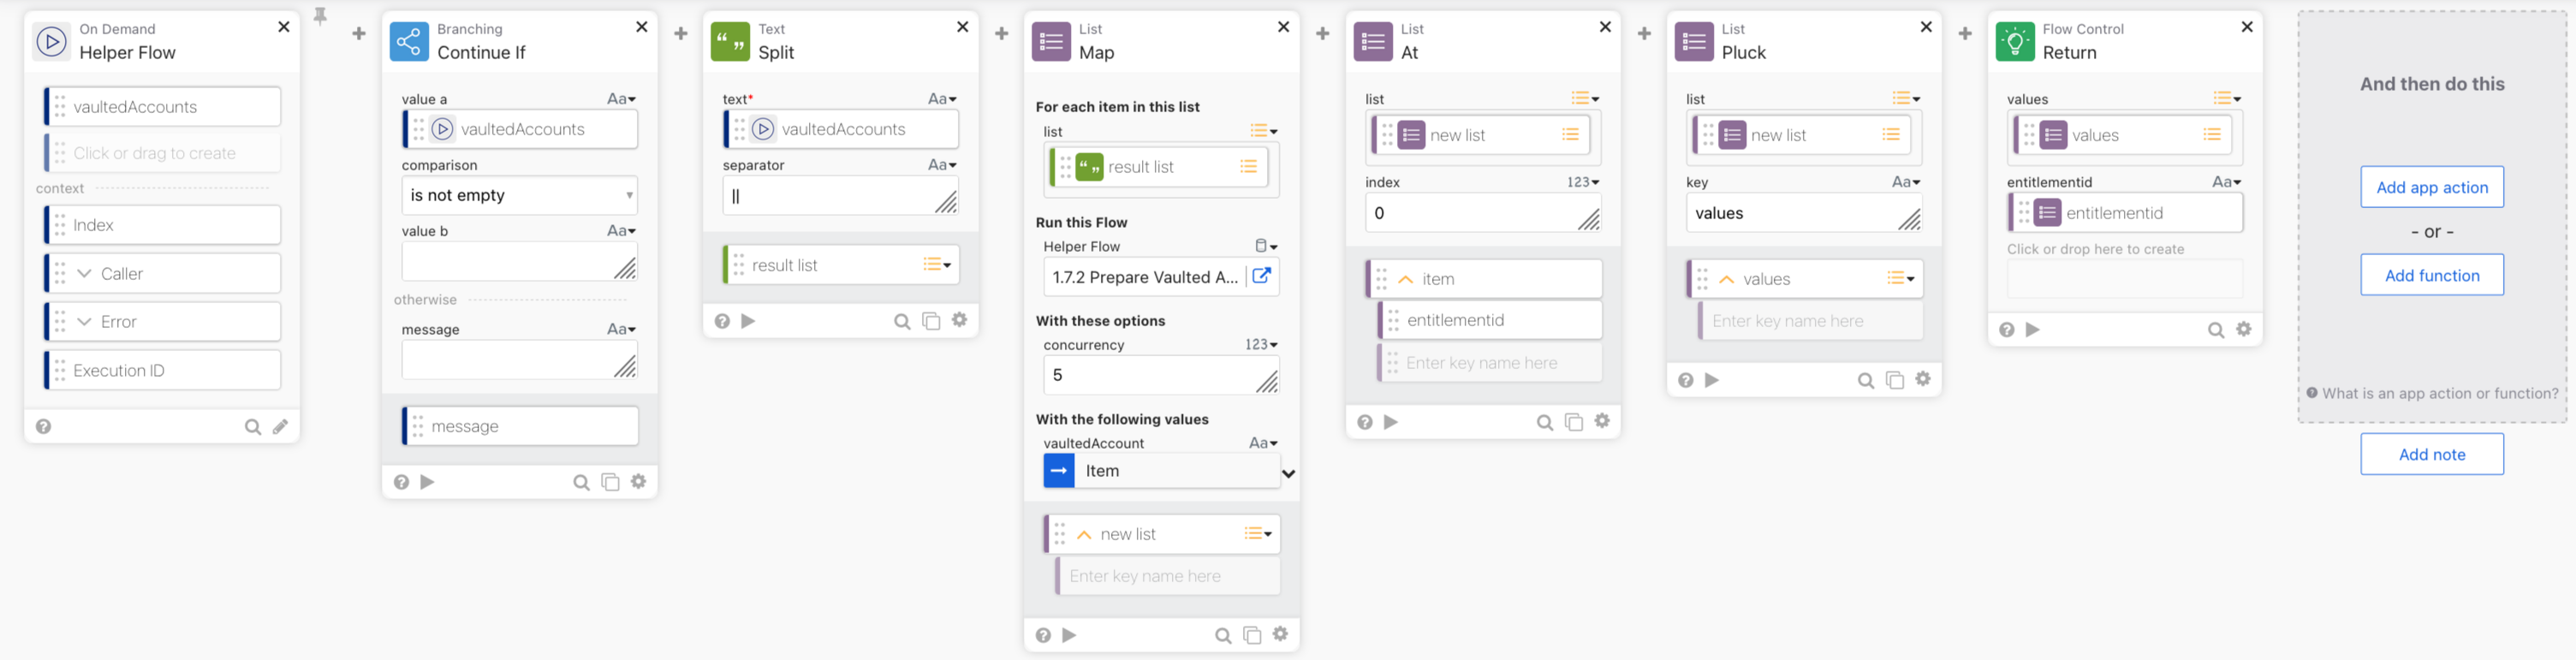 On Demand
Helper Flow
vaultedAccounts
Click or drag to create
context
Index
Caller
Error
Execution ID
Branching
Continue If
value a
Aa
vaultedAccounts
comparison
is not empty
value b
Aa
otherwise
message
Aa
message
Text
Split
text*
Aa
vaultedAccounts
separator
Aa
||
result list
List
Map
For each item in this list
list
result list
Run this Flow
Helper Flow
1.7.2 Prepare Vaulted A...
With these options
concurrency
123
5
With the following values
vaultedAccount
Aa
Item
new list
Enter key name here
List
At
list
new list
index
123
0
item
entitlementid
Enter key name here
List
Pluck
list
new list
key
Aa
values
values
Enter key name here
Flow Control
Return
values
values
entitlementid
Aa
entitlementid
Click or drop here to create
And then do this
Add app action
- or -
Add function
What is an app action or function?
Add note